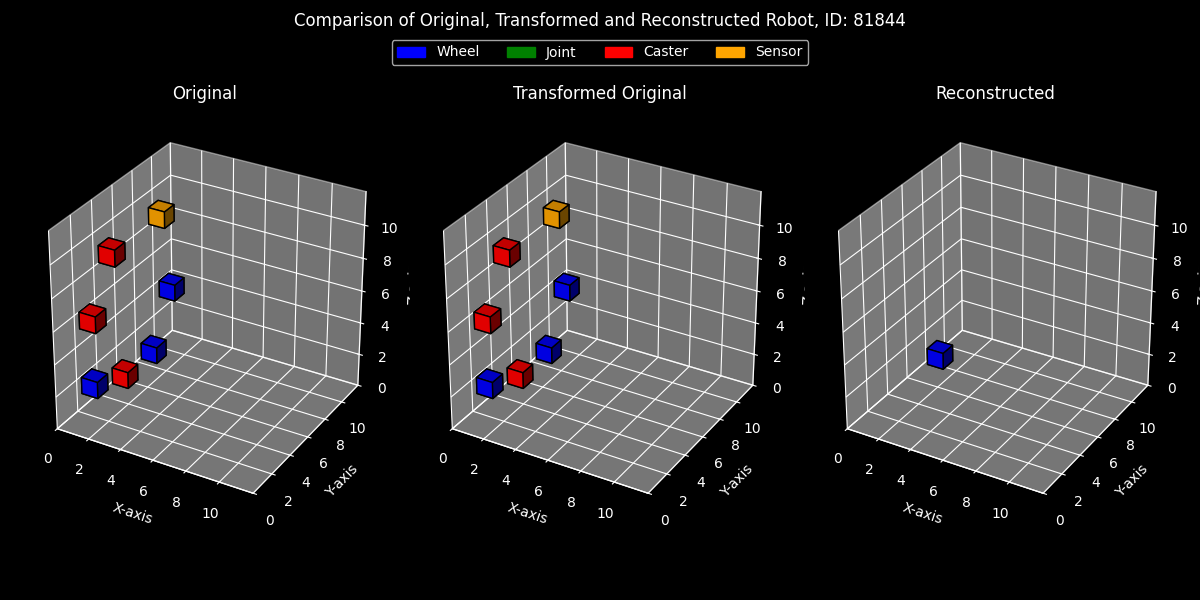 Comparison of Original, Transformed and Reconstructed Robot, ID: 81844
Wheel Joint Caster Sensor
Original Transformed Original Reconstructed
10 10 10
8 8 8
6 6 6
4 4 4
2 2 2
0 0 0
10 10 10
8 8 8
6 6 6
4 4 4
2 2 2
0 0 0
0 2 4 6 8 10 0 2 4 6 8 10 0 2 4 6 8 10
X-axis Y-axis X-axis Y-axis X-axis Y-axis